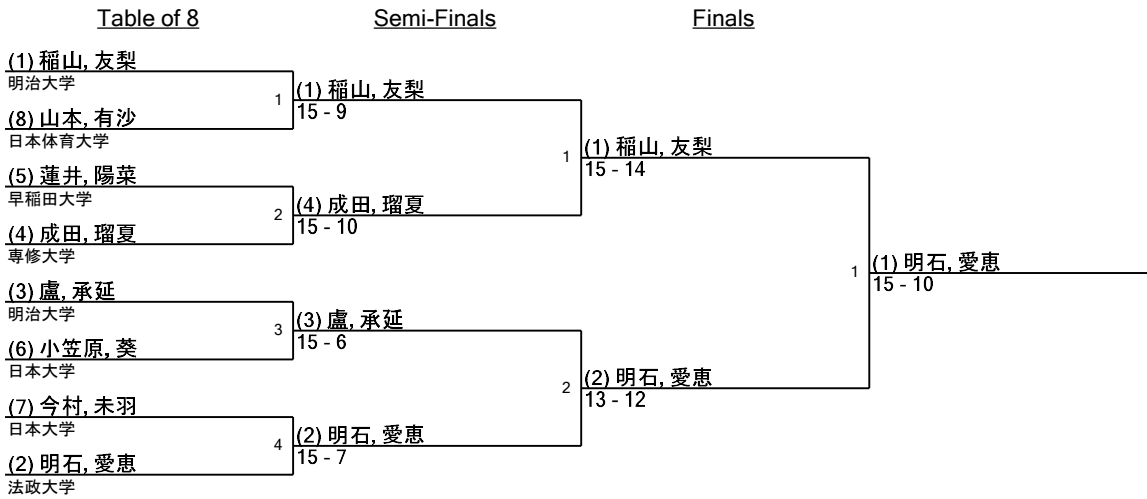 Table of 8
Semi-Finals
Finals
(1) 稲山, 友梨
明治大学
(8) 山本, 有沙
日本体育大学
(5) 蓮井, 陽菜
早稲田大学
(4) 成田, 瑠夏
専修大学
(3) 盧, 承延
明治大学
(6) 小笠原, 葵
日本大学
(7) 今村, 未羽
日本大学
(2) 明石, 愛恵
法政大学
1
(1) 稲山, 友梨
15 - 9
2
(4) 成田, 瑠夏
15 - 10
3
(3) 盧, 承延
15 - 6
4
(2) 明石, 愛恵
15 - 7
1
(1) 稲山, 友梨
15 - 14
2
(2) 明石, 愛恵
13 - 12
1
(1) 明石, 愛恵
15 - 10